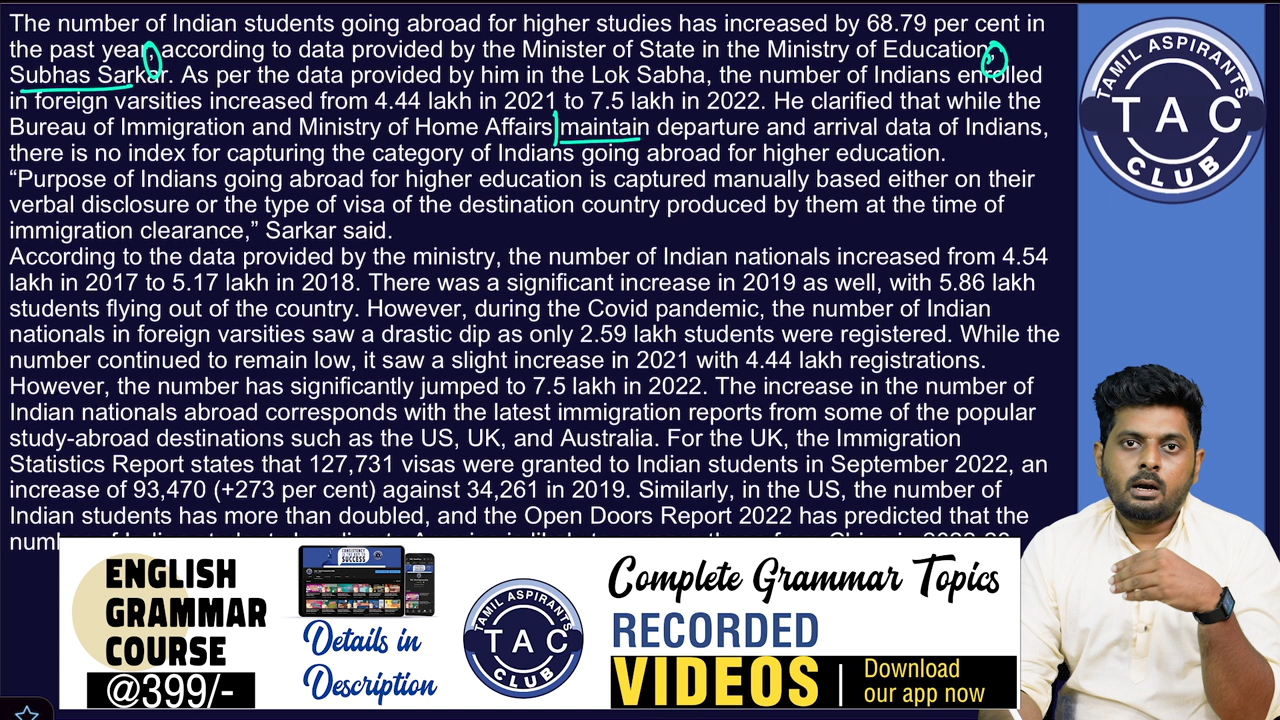 The number of Indian students going abroad for higher studies has increased by 68.79 per cent in
the past year, according to data provided by the Minister of State in the Ministry of Education,
Subhas Sarkar. As per the data provided by him in the Lok Sabha, the number of Indians enrolled
in foreign varsities increased from 4.44 lakh in 2021 to 7.5 lakh in 2022. He clarified that while the
Bureau of Immigration and Ministry of Home Affairs maintain departure and arrival data of Indians,
there is no index for capturing the category of Indians going abroad for higher education.
“Purpose of Indians going abroad for higher education is captured manually based either on their
verbal disclosure or the type of visa of the destination country produced by them at the time of
immigration clearance,” Sarkar said.
According to the data provided by the ministry, the number of Indian nationals increased from 4.54
lakh in 2017 to 5.17 lakh in 2018. There was a significant increase in 2019 as well, with 5.86 lakh
students flying out of the country. However, during the Covid pandemic, the number of Indian
nationals in foreign varsities saw a drastic dip as only 2.59 lakh students were registered. While the
number continued to remain low, it saw a slight increase in 2021 with 4.44 lakh registrations.
However, the number has significantly jumped to 7.5 lakh in 2022. The increase in the number of
Indian nationals abroad corresponds with the latest immigration reports from some of the popular
study-abroad destinations such as the US, UK, and Australia. For the UK, the Immigration
Statistics Report states that 127,731 visas were granted to Indian students in September 2022, an
increase of 93,470 (+273 per cent) against 34,261 in 2019. Similarly, in the US, the number of
Indian students has more than doubled, and the Open Doors Report 2022 has predicted that the
TAMIL ASPIRANTS
TAC
CLUB
ENGLISH
GRAMMAR
COURSE
@399/-
Details in
Description
TAMIL ASPIRANTS
TAC
CLUB
Complete Grammar Topics
RECORDED
VIDEOS
Download
our app now